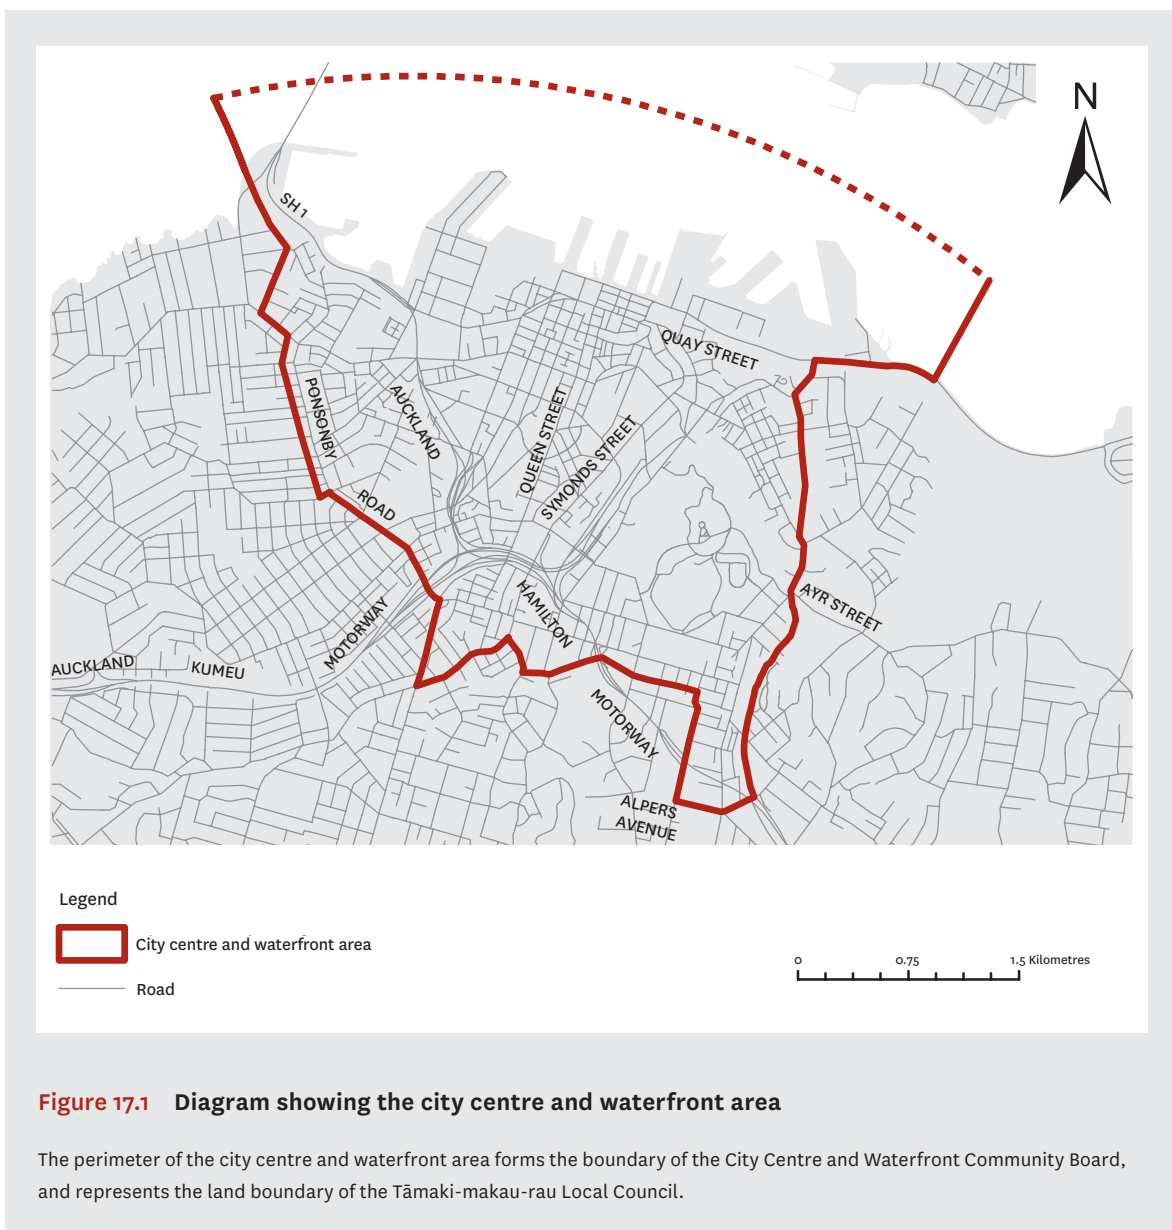 N
SH 1
QUAY STREET
PONSONBY
AUCKLAND
QUEEN STREET
SYMONDS STREET
ROAD
HAMILTON
AYR STREET
MOTORWAY
AUCKLAND
KUMEU
MOTORWAY
ALPERS
AVENUE
Legend
City centre and waterfront area
Road
0 0.75 1.5 Kilometres
Figure 17.1 Diagram showing the city centre and waterfront area
The perimeter of the city centre and waterfront area forms the boundary of the City Centre and Waterfront Community Board,
and represents the land boundary of the Tāmaki-makau-rau Local Council.